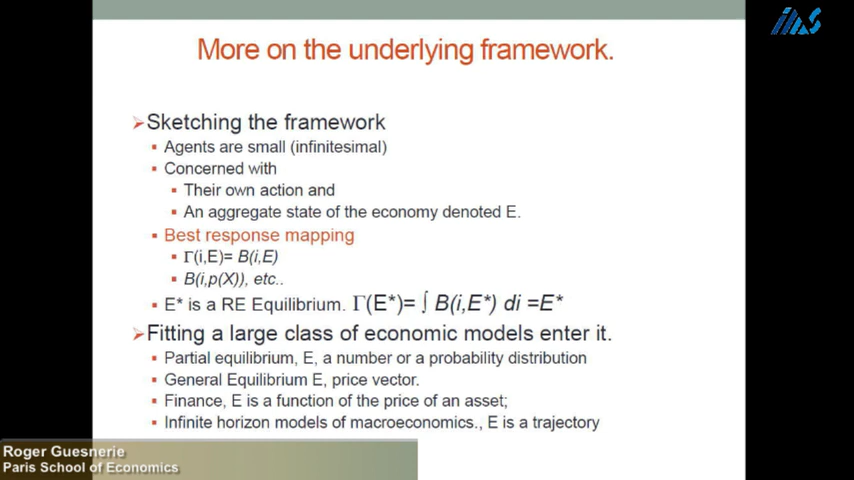 IAS
More on the underlying framework.
➢Sketching the framework
▪ Agents are small (infinitesimal)
▪ Concerned with
▪ Their own action and
▪ An aggregate state of the economy denoted E.
▪ Best response mapping
▪ Γ(i,E)= B(i,E)
▪ B(i,p(X)), etc..
▪ E* is a RE Equilibrium. Γ(E*)= ∫ B(i,E*) di =E*
➢Fitting a large class of economic models enter it.
▪ Partial equilibrium, E, a number or a probability distribution
▪ General Equilibrium E, price vector.
▪ Finance, E is a function of the price of an asset;
▪ Infinite horizon models of macroeconomics., E is a trajectory
Roger Guesnerie
Paris School of Economics